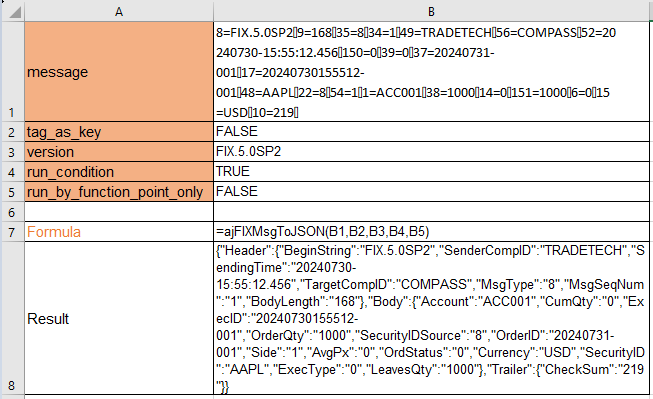 A B
8=FIX.5.0SP2▯9=168▯35=8▯34=1▯49=TRADETECH▯56=COMPASS▯52=20
240730-15:55:12.456▯150=0▯39=0▯37=20240731-
message 001▯17=20240730155512-
001▯48=AAPL▯22=8▯54=1▯1=ACC001▯38=1000▯14=0▯151=1000▯6=0▯15
1 =USD▯10=219▯
2 tag_as_key FALSE
3 version FIX.5.0SP2
4 run_condition TRUE
5 run_by_function_point_only FALSE
6
7 Formula =ajFIXMsgToJSON(B1,B2,B3,B4,B5)
{"Header":{"BeginString":"FIX.5.0SP2","SenderCompID":"TRADETECH","S
endingTime":"20240730-
15:55:12.456","TargetCompID":"COMPASS","MsgType":"8","MsgSeqNum
":"1","BodyLength":"168"},"Body":{"Account":"ACC001","CumQty":"0","Ex
Result ecID":"20240730155512-
001","OrderQty":"1000","SecurityIDSource":"8","OrderID":"20240731-
001","Side":"1","AvgPx":"0","OrdStatus":"0","Currency":"USD","SecurityID
":"AAPL","ExecType":"0","LeavesQty":"1000"},"Trailer":{"CheckSum":"219
8 "}}